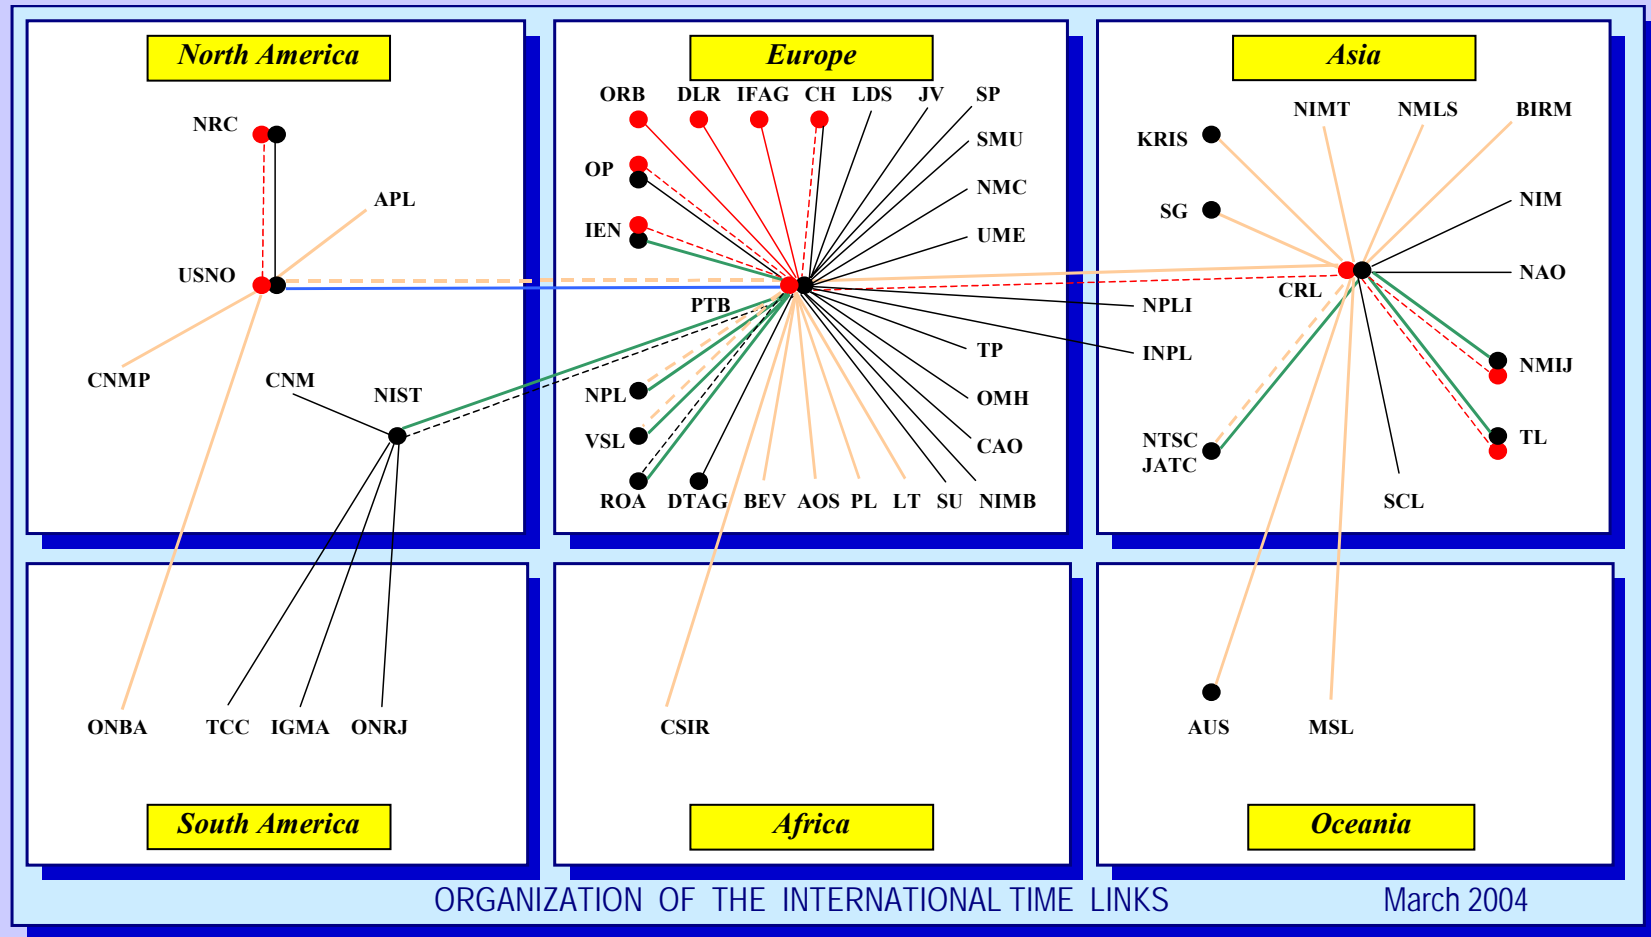 North America
Europe
Asia
ORB DLR IFAG CH LDS JV SP
NRC
OP
IEN
SMU
NMC
UME
APL
USNO
PTB
CNMP
CNM
NIST
NPL
VSL
ROA DTAG BEV AOS PL LT SU NIMB
TP
OMH
CAO
NPLI
INPL
NIMT NMLS BIRM
KRIS
SG
NIM
NAO
CRL
NMIJ
NTSC
JATC
TL
SCL
ONBA TCC IGMA ONRJ
CSIR
AUS MSL
South America
Africa
Oceania
ORGANIZATION OF THE INTERNATIONAL TIME LINKS March 2004